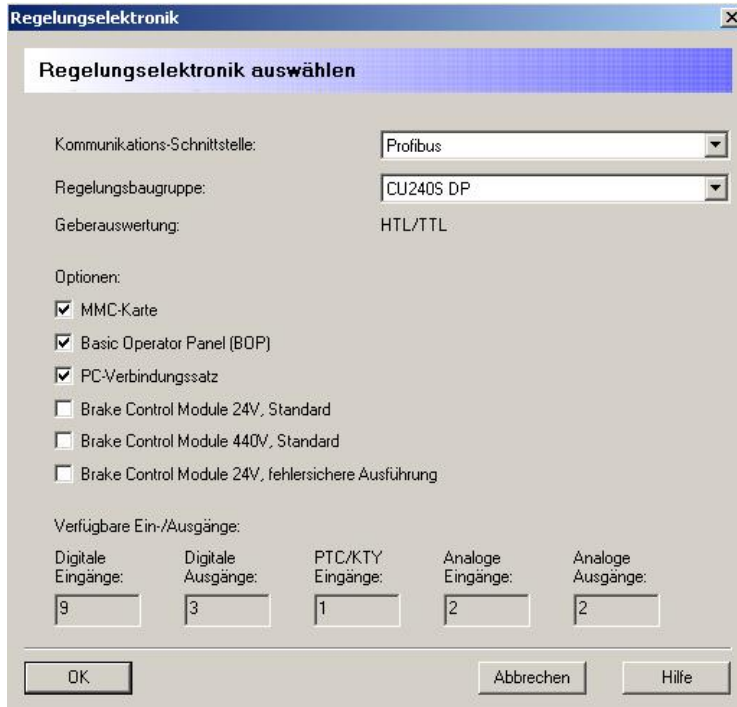 Regelungselektronik
Regelungselektronik auswählen
Kommunikations-Schnittstelle: Profibus
Regelungsbaugruppe: CU240S DP
Geberauswertung: HTL/TTL
Optionen:
MMC-Karte
Basic Operator Panel (BOP)
PC-Verbindungssatz
Brake Control Module 24V, Standard
Brake Control Module 440V, Standard
Brake Control Module 24V, fehlersichere Ausführung
Verfügbare Ein-/Ausgänge:
Digitale Digitale PTC/KTY Analoge Analoge
Eingänge: Ausgänge: Eingänge: Eingänge: Ausgänge:
9 3 1 2 2
OK Abbrechen Hilfe